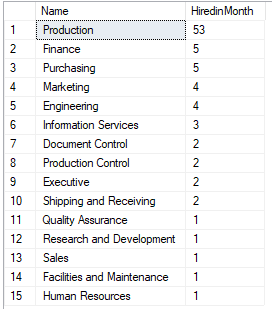 Name HiredinMonth
1 Production 53
2 Finance 5
3 Purchasing 5
4 Marketing 4
5 Engineering 4
6 Information Services 3
7 Document Control 2
8 Production Control 2
9 Executive 2
10 Shipping and Receiving 2
11 Quality Assurance 1
12 Research and Development 1
13 Sales 1
14 Facilities and Maintenance 1
15 Human Resources 1